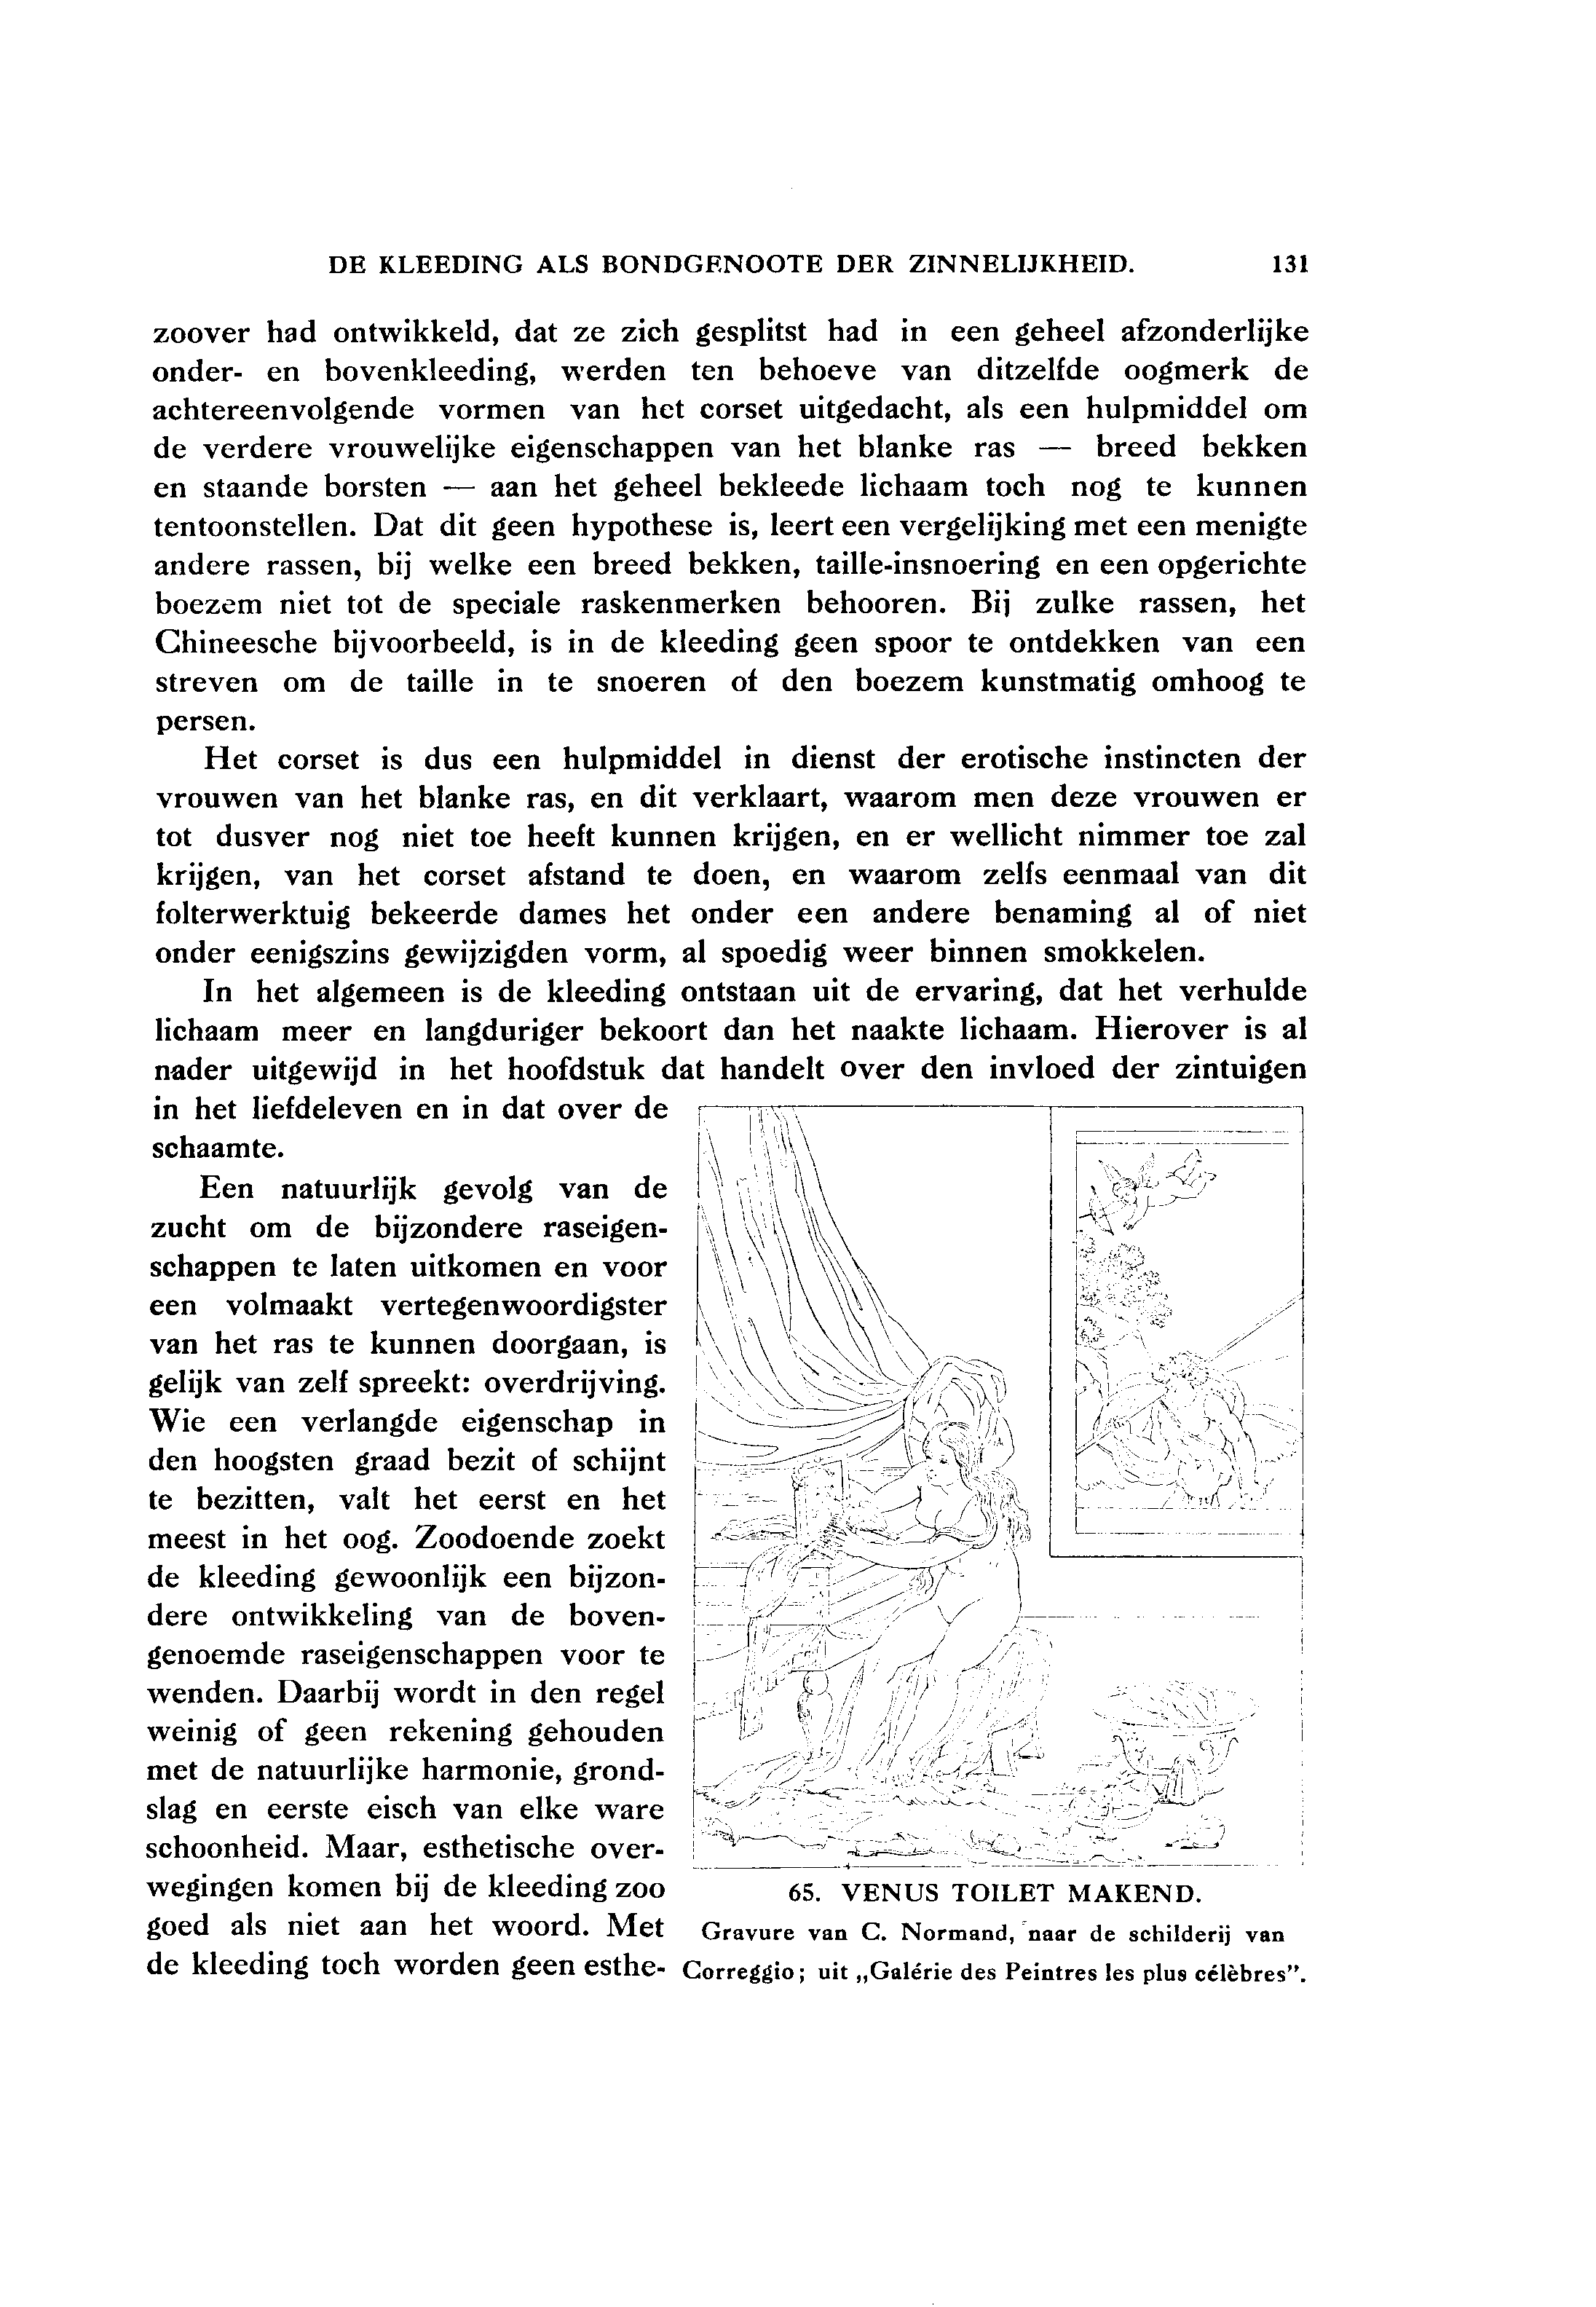 DE KLEEDING ALS BONDGENOOTE DER ZINNELIJKHEID. 131
zoover had ontwikkeld, dat ze zich gesplitst had in een geheel afzonderlijke
onder- en bovenkleeding, werden ten behoeve van ditzelfde oogmerk de
achtereenvolgende vormen van het corset uitgedacht, als een hulpmiddel om
de verdere vrouwelijke eigenschappen van het blanke ras — breed bekken
en staande borsten — aan het geheel bekleede lichaam toch nog te kunnen
tentoonstellen. Dat dit geen hypothese is, leert een vergelijking met een menigte
andere rassen, bij welke een breed bekken, taille-insnoering en een opgerichte
boezem niet tot de speciale raskenmerken behooren. Bij zulke rassen, het
Chineesche bijvoorbeeld, is in de kleeding geen spoor te ontdekken van een
streven om de taille in te snoeren of den boezem kunstmatig omhoog te
persen.
Het corset is dus een hulpmiddel in dienst der erotische instincten der
vrouwen van het blanke ras, en dit verklaart, waarom men deze vrouwen er
tot dusver nog niet toe heeft kunnen krijgen, en er wellicht nimmer toe zal
krijgen, van het corset afstand te doen, en waarom zelfs eenmaal van dit
folterwerktuig bekeerde dames het onder een andere benaming al of niet
onder eenigszins gewijzigden vorm, al spoedig weer binnen smokkelen.
In het algemeen is de kleeding ontstaan uit de ervaring, dat het verhulde
lichaam meer en langduriger bekoort dan het naakte lichaam. Hierover is al
nader uitgewijd in het hoofdstuk dat handelt over den invloed der zintuigen
in het liefdeleven en in dat over de
schaamte.
Een natuurlijk gevolg van de
zucht om de bijzondere raseigen-
schappen te laten uitkomen en voor
een volmaakt vertegenwoordigster
van het ras te kunnen doorgaan, is
gelijk van zelf spreekt: overdrijving.
Wie een verlangde eigenschap in
den hoogsten graad bezit of schijnt
te bezitten, valt het eerst en het
meest in het oog. Zoodoende zoekt
de kleeding gewoonlijk een bijzon-
dere ontwikkeling van de boven-
genoemde raseigenschappen voor te
wenden. Daarbij wordt in den regel
weinig of geen rekening gehouden
met de natuurlijke harmonie, grond-
slag en eerste eisch van elke ware
schoonheid. Maar, esthetische over-
wegingen komen bij de kleeding zoo
goed als niet aan het woord. Met
de kleeding toch worden geen esthe-
65. VENUS TOILET MAKEND.
Gravure van C. Normand, naar de schilderij van
Correggio; uit „Galérie des Peintres les plus célèbres”.